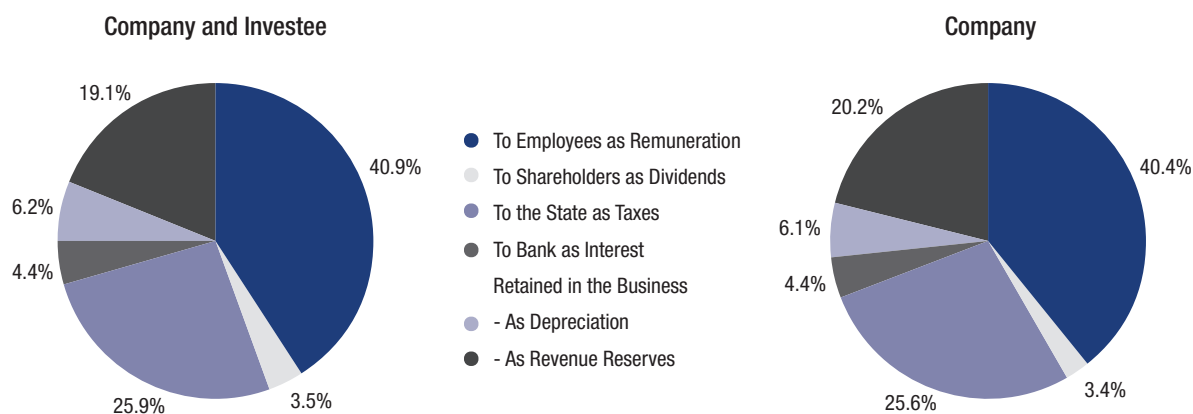 Company and Investee
19.1%
40.9%
6.2%
4.4%
25.9%
3.5%
To Employees as Remuneration
To Shareholders as Dividends
To the State as Taxes
To Bank as Interest
Retained in the Business
- As Depreciation
- As Revenue Reserves
Company
20.2%
40.4%
6.1%
4.4%
25.6%
3.4%